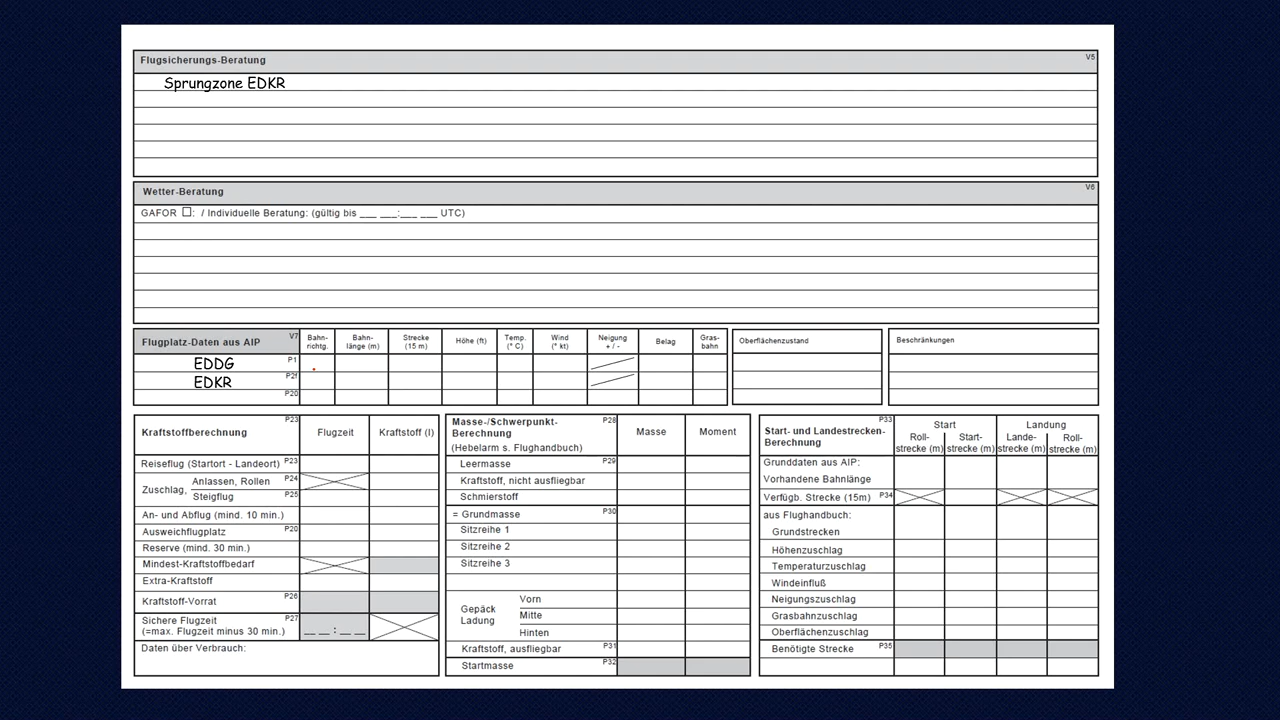 Flugsicherungs-Beratung V5
Sprungzone EDKR
Wetter-Beratung V6
GAFOR ☐: / Individuelle Beratung: (gültig bis ___ ___:___ ___ UTC)
Flugplatz-Daten aus AIP V7
Bahn-
richtg.
Bahn-
länge (m)
Strecke
(15 m)
Höhe (ft)
Temp.
(° C)
Wind
(° kt)
Neigung
+ / -
Belag
Gras-
bahn
Oberflächenzustand
Beschränkungen
EDDG P1
EDKR P2f
P20
Kraftstoffberechnung P23
Flugzeit
Kraftstoff (l)
Reiseflug (Startort - Landeort) P23
Zuschlag, Anlassen, Rollen P24
Steigflug P25
An- und Abflug (mind. 10 min.)
Ausweichflugplatz P20
Reserve (mind. 30 min.)
Mindest-Kraftstoffbedarf
Extra-Kraftstoff
Kraftstoff-Vorrat P26
Sichere Flugzeit P27
(=max. Flugzeit minus 30 min.) __ __ : __ __
Daten über Verbrauch:
Masse-/Schwerpunkt- P28
Berechnung
(Hebelarm s. Flughandbuch)
Masse
Moment
Leermasse P29
Kraftstoff, nicht ausfliegbar
Schmierstoff
= Grundmasse P30
Sitzreihe 1
Sitzreihe 2
Sitzreihe 3
Gepäck
Ladung
Vorn
Mitte
Hinten
Kraftstoff, ausfliegbar P31
Startmasse P32
Start- und Landestrecken- P33
Berechnung
Start
Landung
Roll-
strecke (m)
Start-
strecke (m)
Lande-
strecke (m)
Roll-
strecke (m)
Grunddaten aus AIP:
Vorhandene Bahnlänge
Verfügb. Strecke (15m) P34
aus Flughandbuch:
Grundstrecken
Höhenzuschlag
Temperaturzuschlag
Windeinfluß
Neigungszuschlag
Grasbahnzuschlag
Oberflächenzuschlag
Benötigte Strecke P35